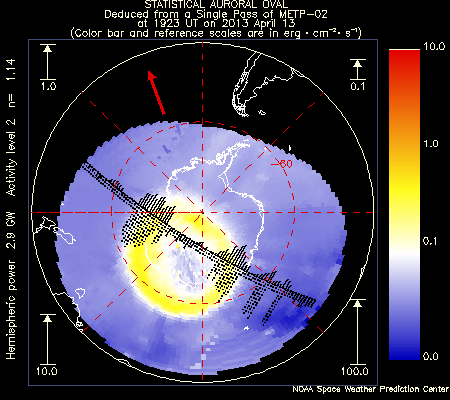 STATISTICAL AURORAL OVAL
Deduced from a Single Pass of METP-02
at 1923 UT on 2013 April 13
(Color bar and reference scales are in erg · cm⁻² · s⁻¹)
1.0
0.1
10.0
1.0
0.1
0.0
-60
Hemispheric power 2.9 GW Activity level 2 n= 1.14
10.0
100.0
NOAA Space Weather Prediction Center